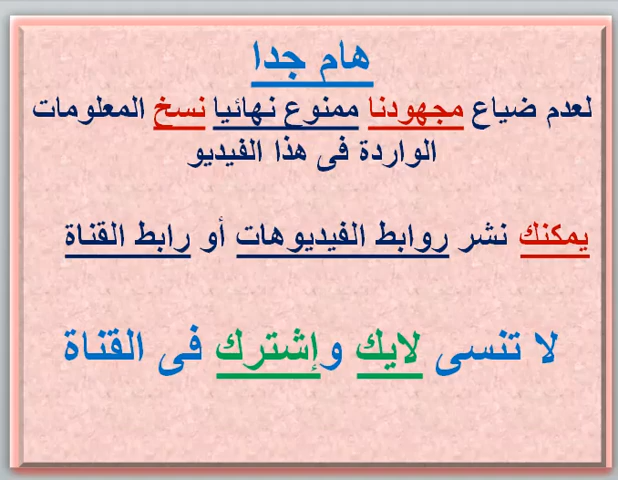 هام جدا
لعدم ضياع مجهودنا ممنوع نهائيا نسخ المعلومات
الواردة فى هذا الفيديو
يمكنك نشر روابط الفيديوهات أو رابط القناة
لا تنسى لايك وإشترك فى القناة